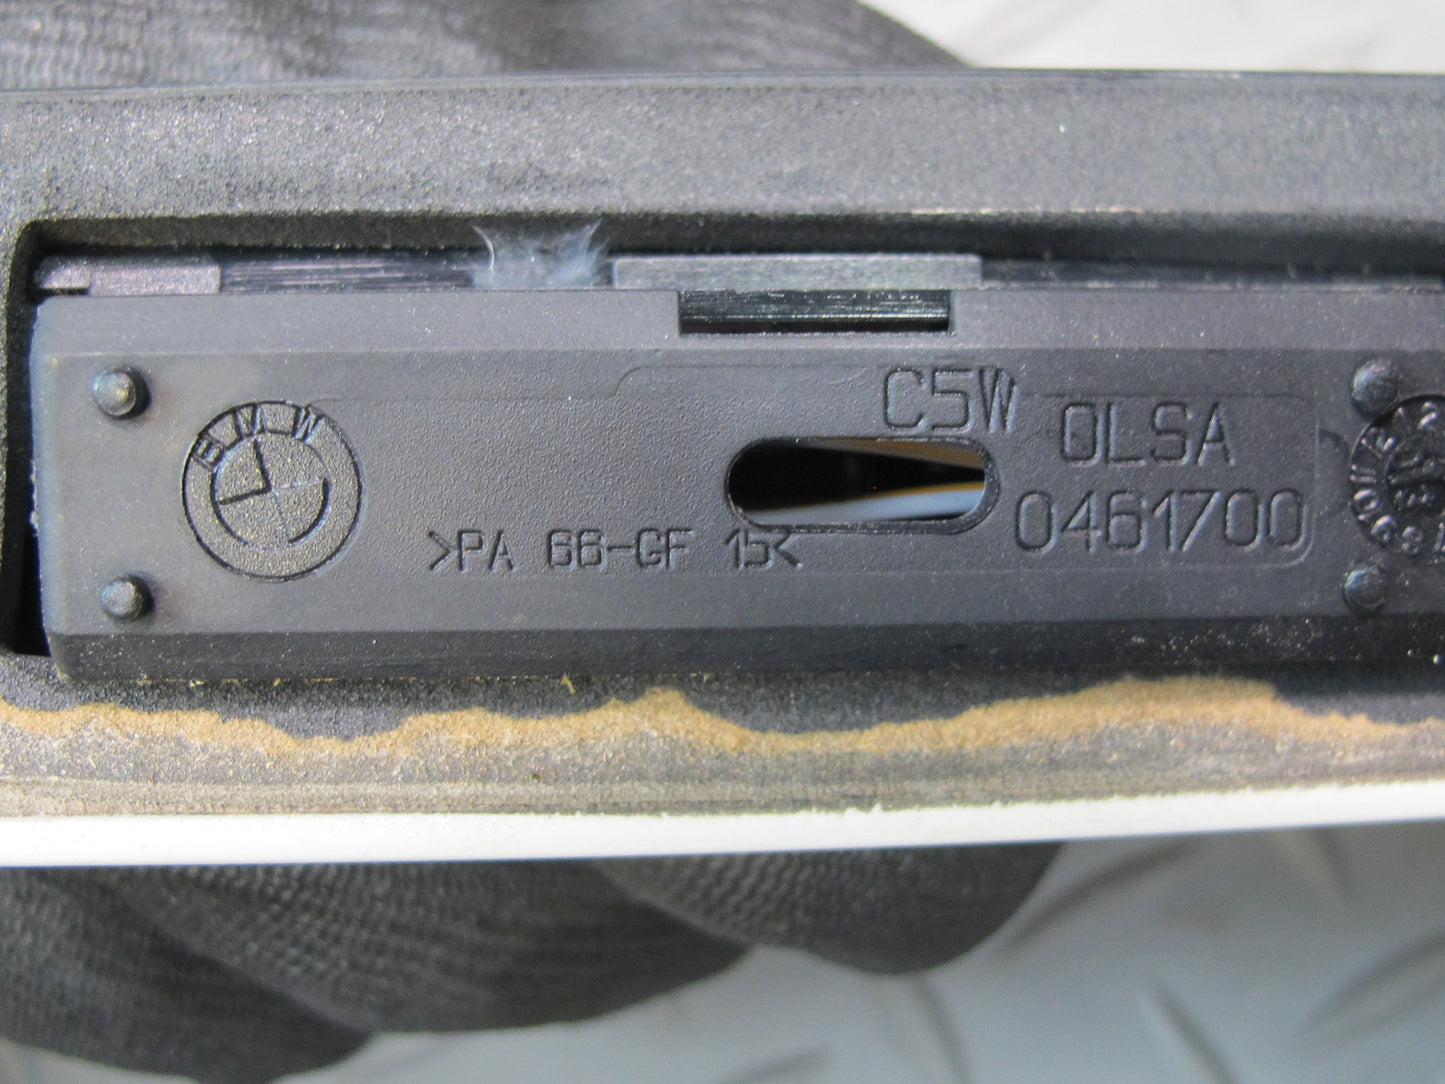 BMW
>PA 66-GF 15<
C5W
OLSA
0461700